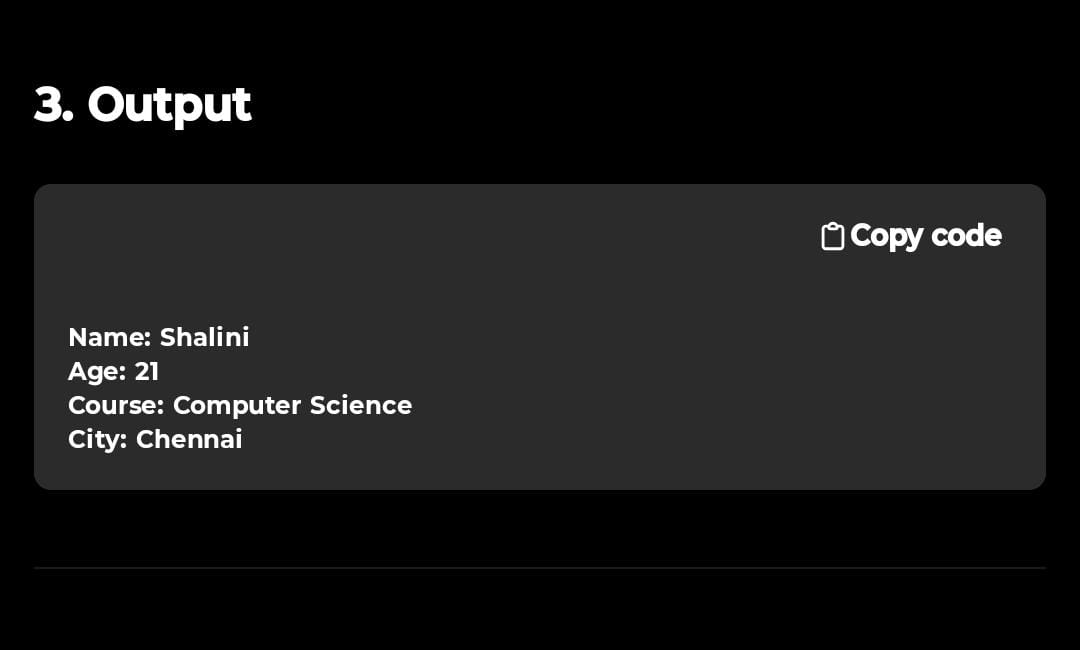 3. Output
Copy code
Name: Shalini
Age: 21
Course: Computer Science
City: Chennai